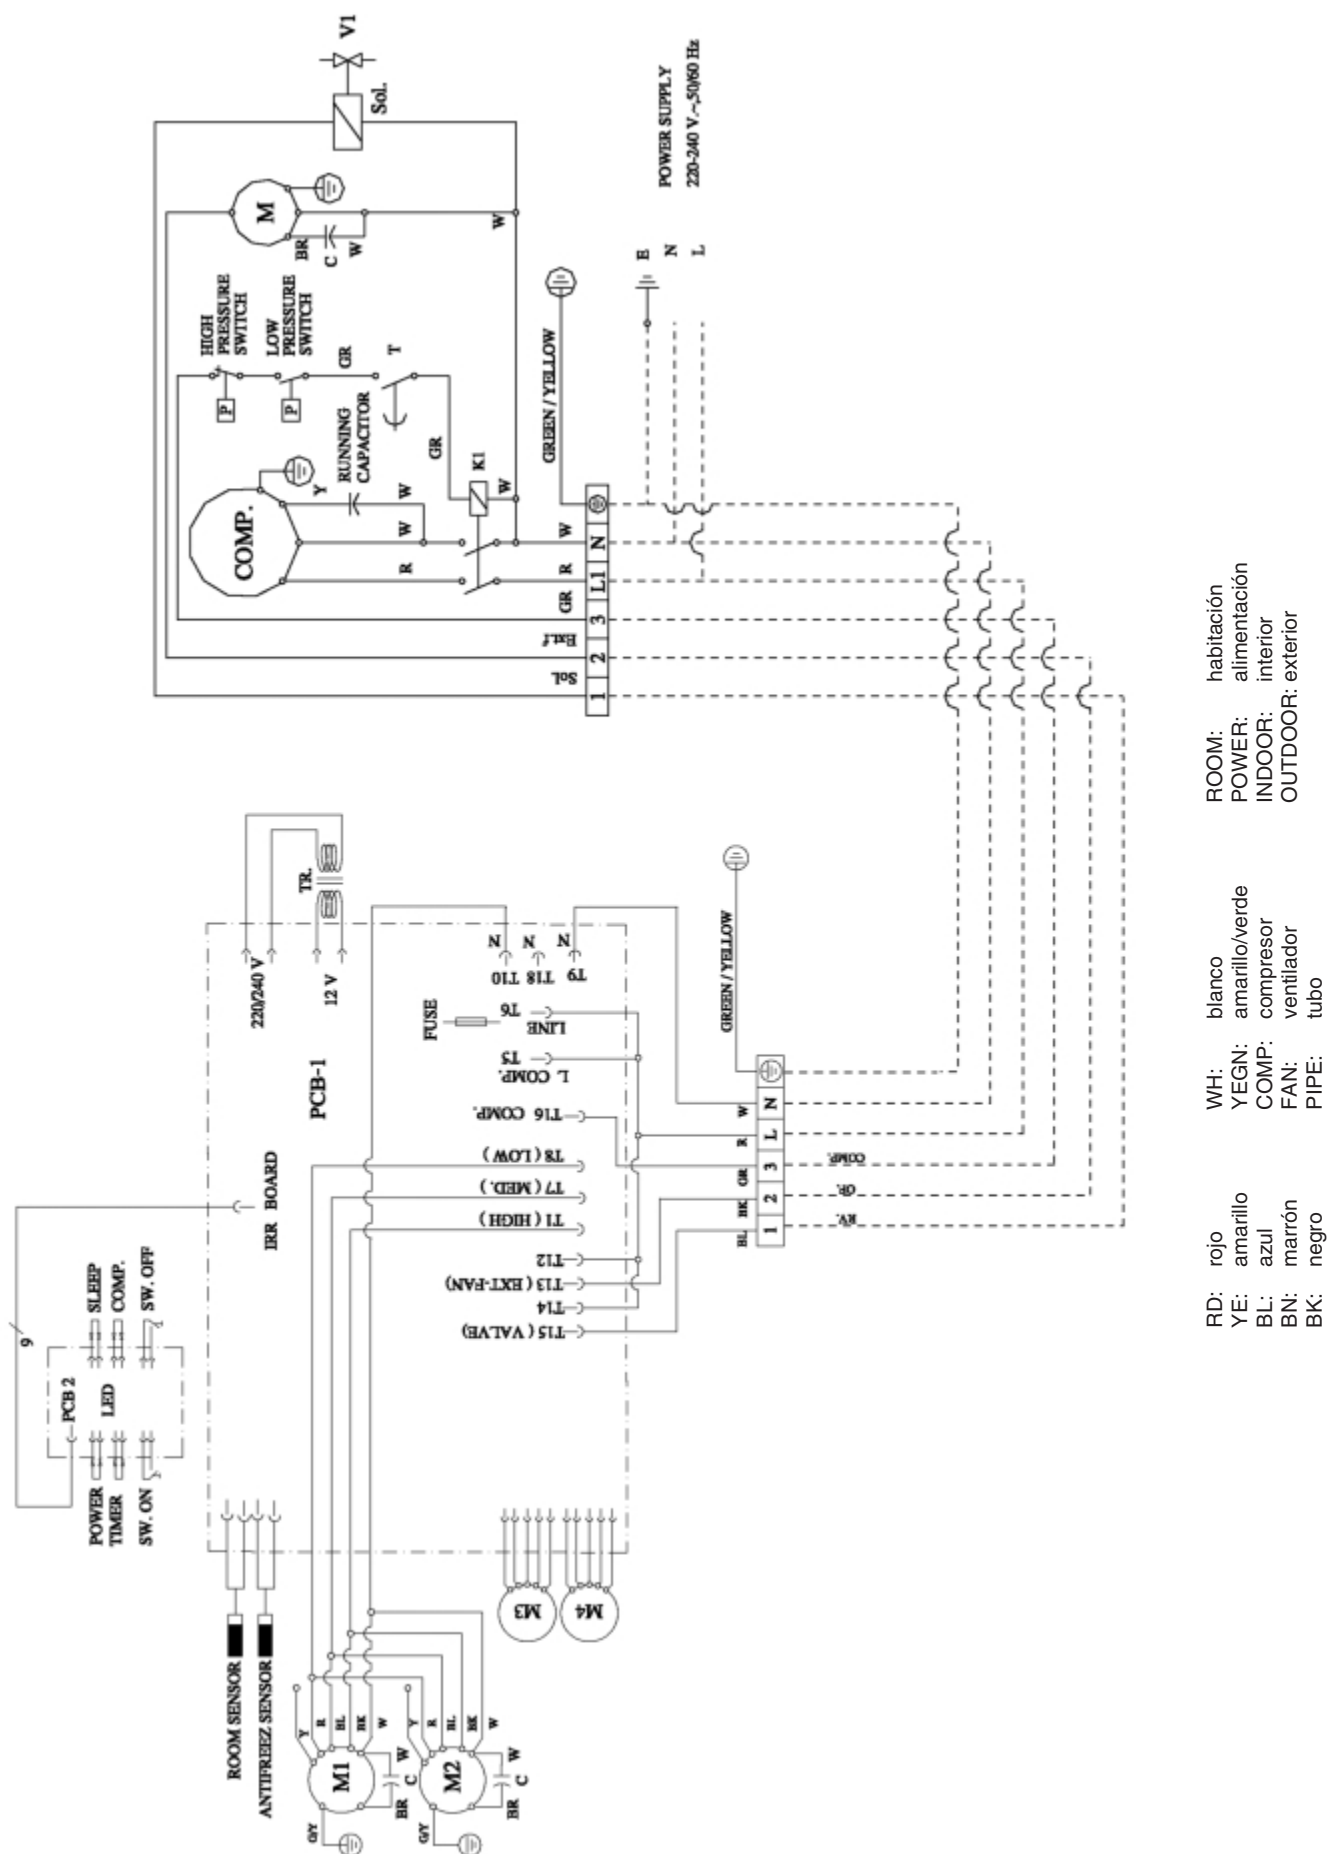 V1
Sol.
M
BR
C
W
W
HIGH
PRESSURE
SWITCH
LOW
PRESSURE
SWITCH
P
P
GR
T
COMP.
Y
RUNNING
CAPACITOR
W
W
R
GR
K1
W
W
R
GR
Ext.f
Sol.
GREEN / YELLOW
1
2
3
L1
N
POWER SUPPLY
220-240 V.~,50/60 Hz
E
N
L
TR.
220/240 V
12 V
PCB-1
FUSE
N
N
N
T10
T18
T9
T6
LINE
T5
L COMP.
T16 COMP.
T8 ( LOW )
T7 ( MED. )
T1 ( HIGH )
T12
T13 ( EXT-FAN)
T14
T15 ( VALVE)
IRR BOARD
GREEN / YELLOW
W
R
GR
BK
BL
N
L
3
2
1
COMP.
OF.
RV.
9
PCB 2
LED
SLEEP
COMP.
SW. OFF
POWER
TIMER
SW. ON
ROOM SENSOR
ANTIFREEZ SENSOR
M3
M4
Y
R
BL
BK
W
M1
W
C
BR
G/Y
Y
R
BL
BK
W
M2
W
C
BR
G/Y
RD: rojo
YE: amarillo
BL: azul
BN: marrón
BK: negro
WH: blanco
YEGN: amarillo/verde
COMP: compresor
FAN: ventilador
PIPE: tubo
ROOM: habitación
POWER: alimentación
INDOOR: interior
OUTDOOR: exterior